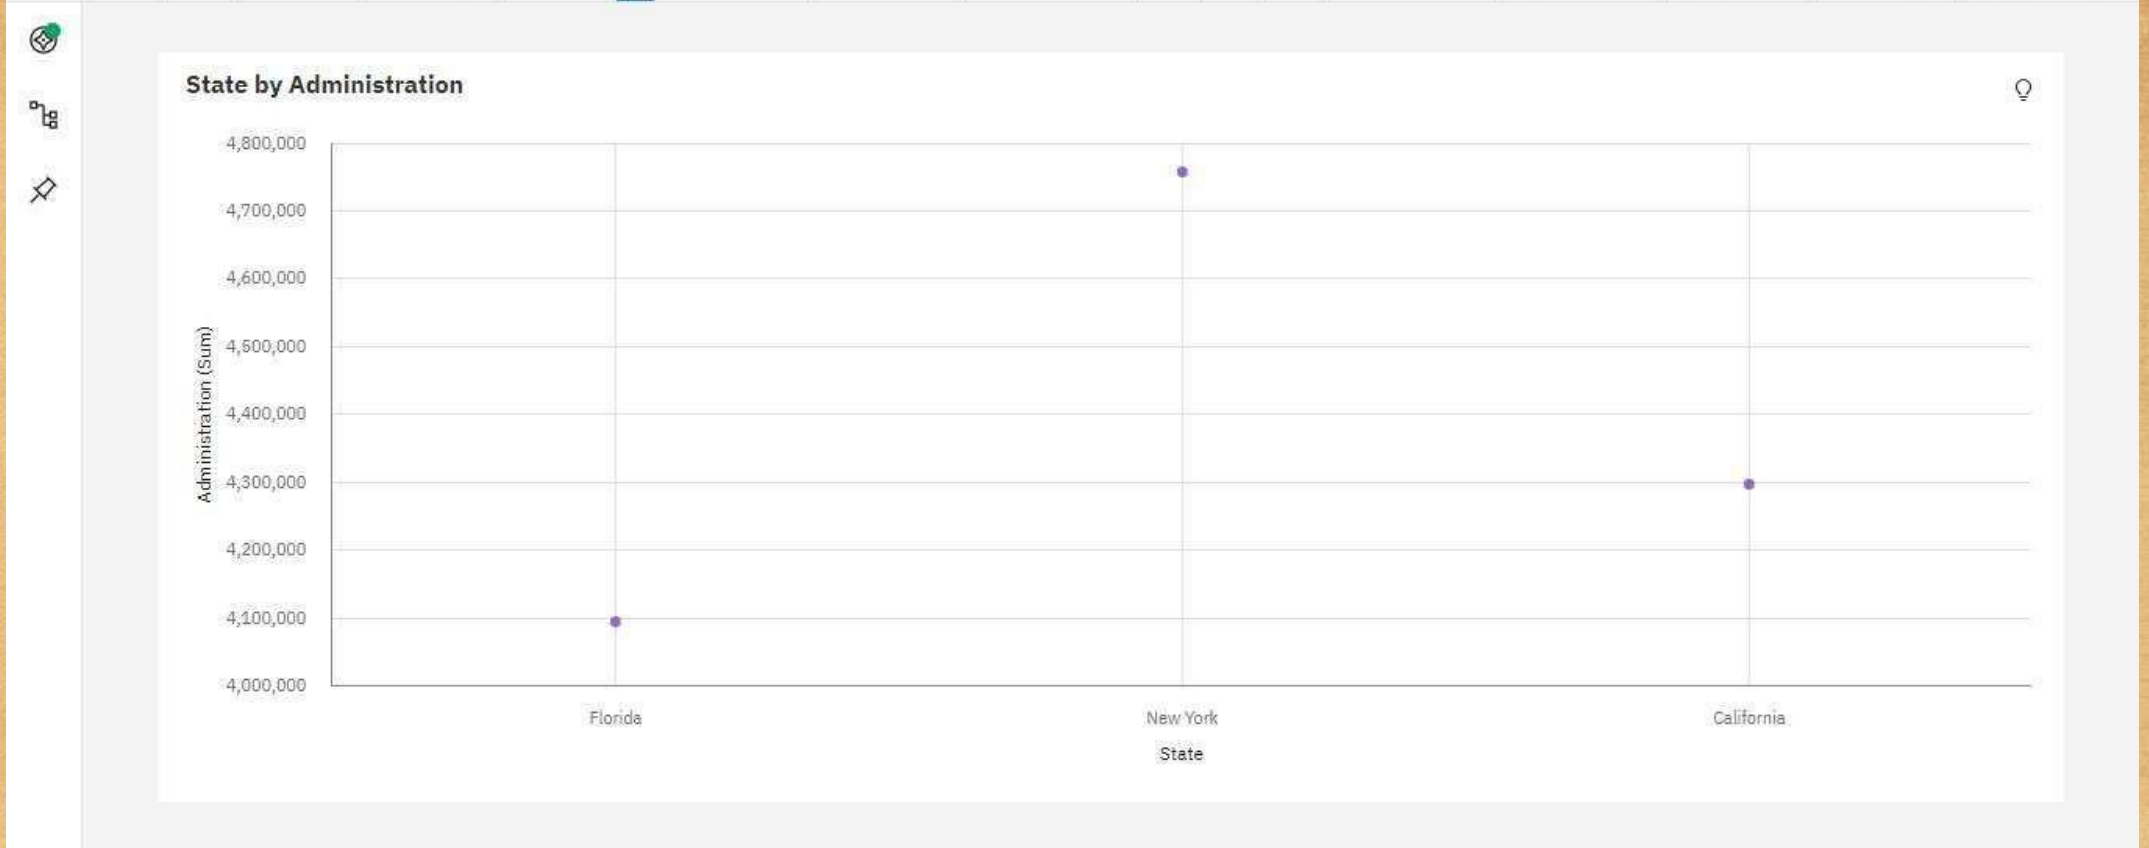 State by Administration
4,800,000
4,700,000
4,600,000
4,500,000
4,400,000
4,300,000
4,200,000
4,100,000
4,000,000
Administration (Sum)
Florida
New York
California
State